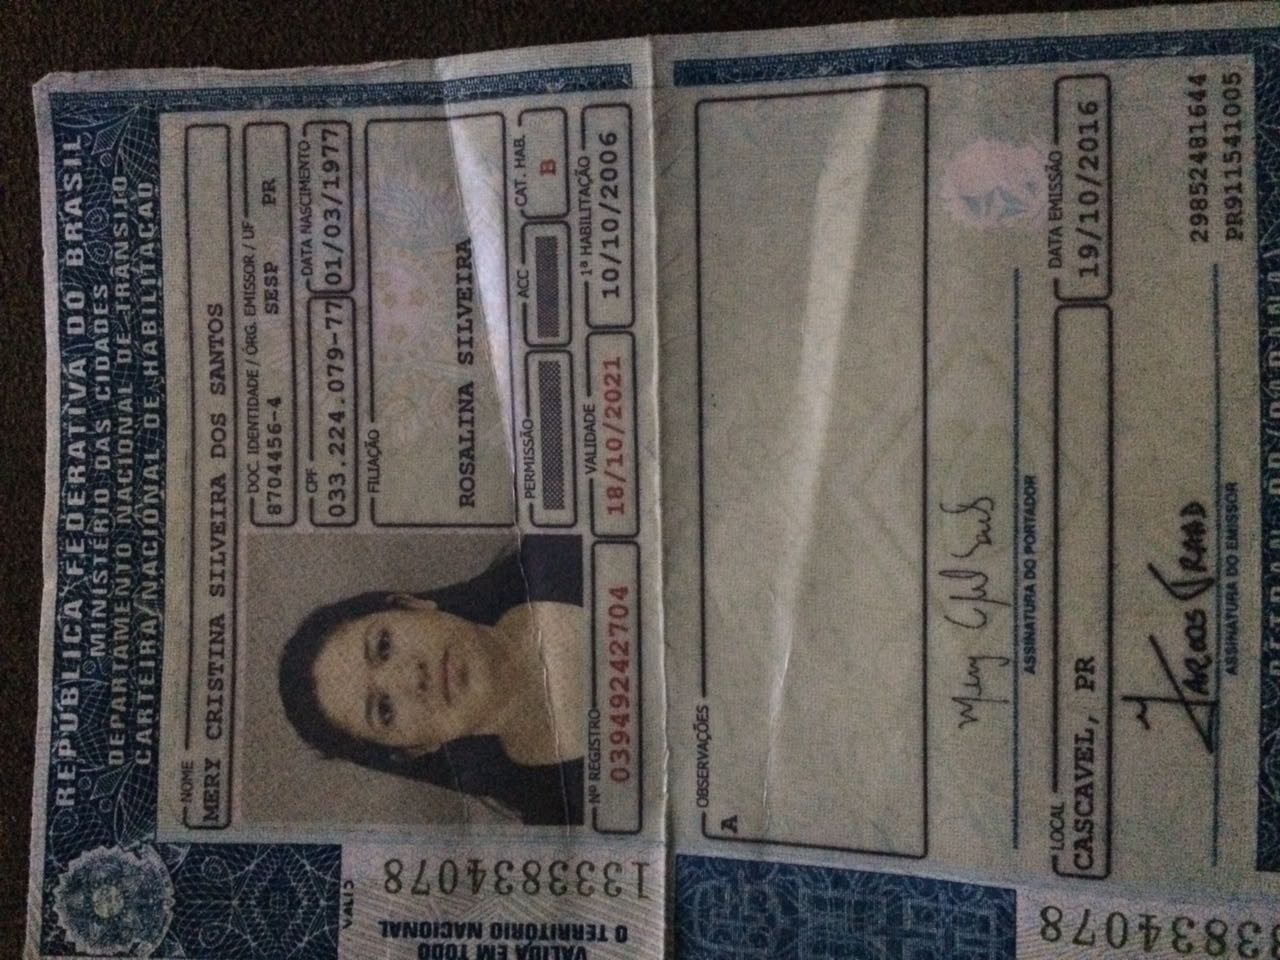 REPÚBLICA FEDERATIVA DO BRASIL
MINISTÉRIO DAS CIDADES
DEPARTAMENTO NACIONAL DE TRÂNSITO
CARTEIRA NACIONAL DE HABILITAÇÃO
NOME
MERY CRISTINA SILVEIRA DOS SANTOS
DOC. IDENTIDADE / ÓRG. EMISSOR / UF
8704456-4 SESP PR
CPF DATA NASCIMENTO
033.224.079-77 01/03/1977
FILIAÇÃO
ROSALINA SILVEIRA
PERMISSÃO ACC CAT. HAB.
B
Nº REGISTRO VALIDADE 1ª HABILITAÇÃO
03949242704 18/10/2021 10/10/2006
VÁLIDA EM TODO
O TERRITÓRIO NACIONAL
1333834078
OBSERVAÇÕES
A
Mery
ASSINATURA DO PORTADOR
LOCAL DATA EMISSÃO
CASCAVEL, PR 19/10/2016
29852481644
PR911541005
ASSINATURA DO EMISSOR
33834078